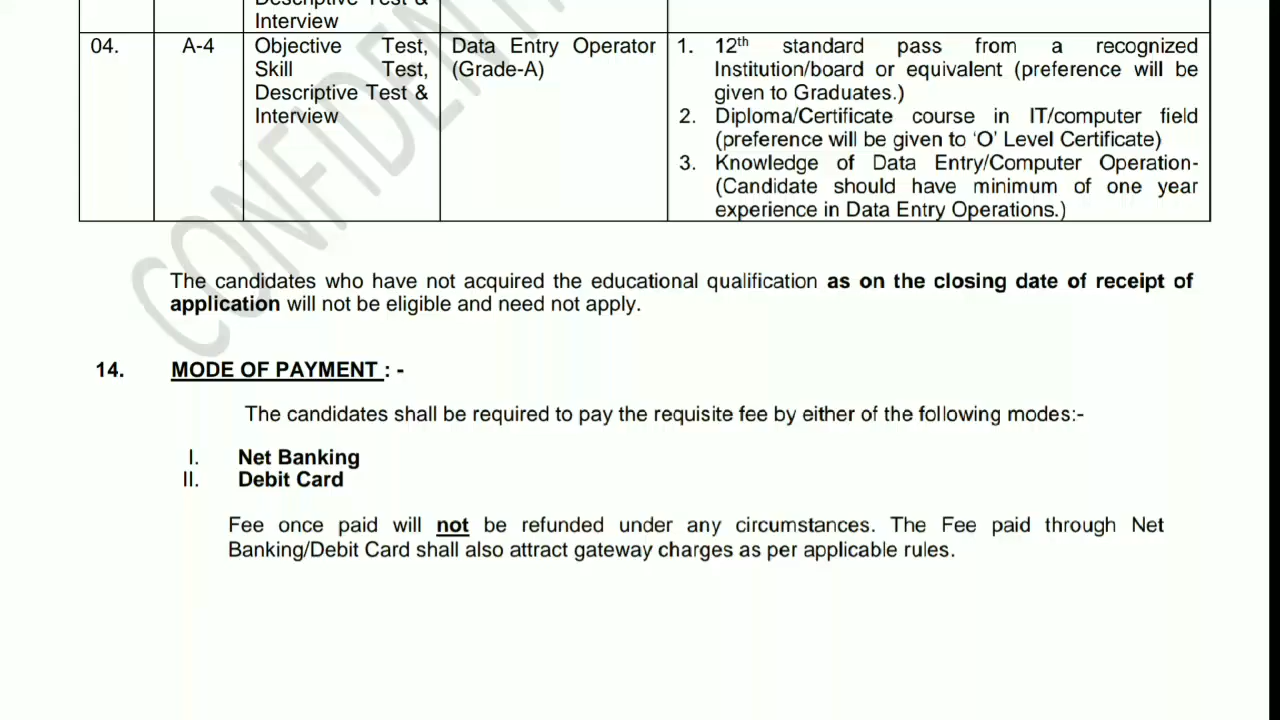 Descriptive Test &
Interview
04. A-4 Objective Test, Data Entry Operator 1. 12th standard pass from a recognized
Skill Test, (Grade-A) Institution/board or equivalent (preference will be
Descriptive Test & given to Graduates.)
Interview 2. Diploma/Certificate course in IT/computer field
(preference will be given to ‘O’ Level Certificate)
3. Knowledge of Data Entry/Computer Operation-
(Candidate should have minimum of one year
experience in Data Entry Operations.)
CONFIDENT
The candidates who have not acquired the educational qualification as on the closing date of receipt of
application will not be eligible and need not apply.
14. MODE OF PAYMENT : -
The candidates shall be required to pay the requisite fee by either of the following modes:-
I. Net Banking
II. Debit Card
Fee once paid will not be refunded under any circumstances. The Fee paid through Net
Banking/Debit Card shall also attract gateway charges as per applicable rules.